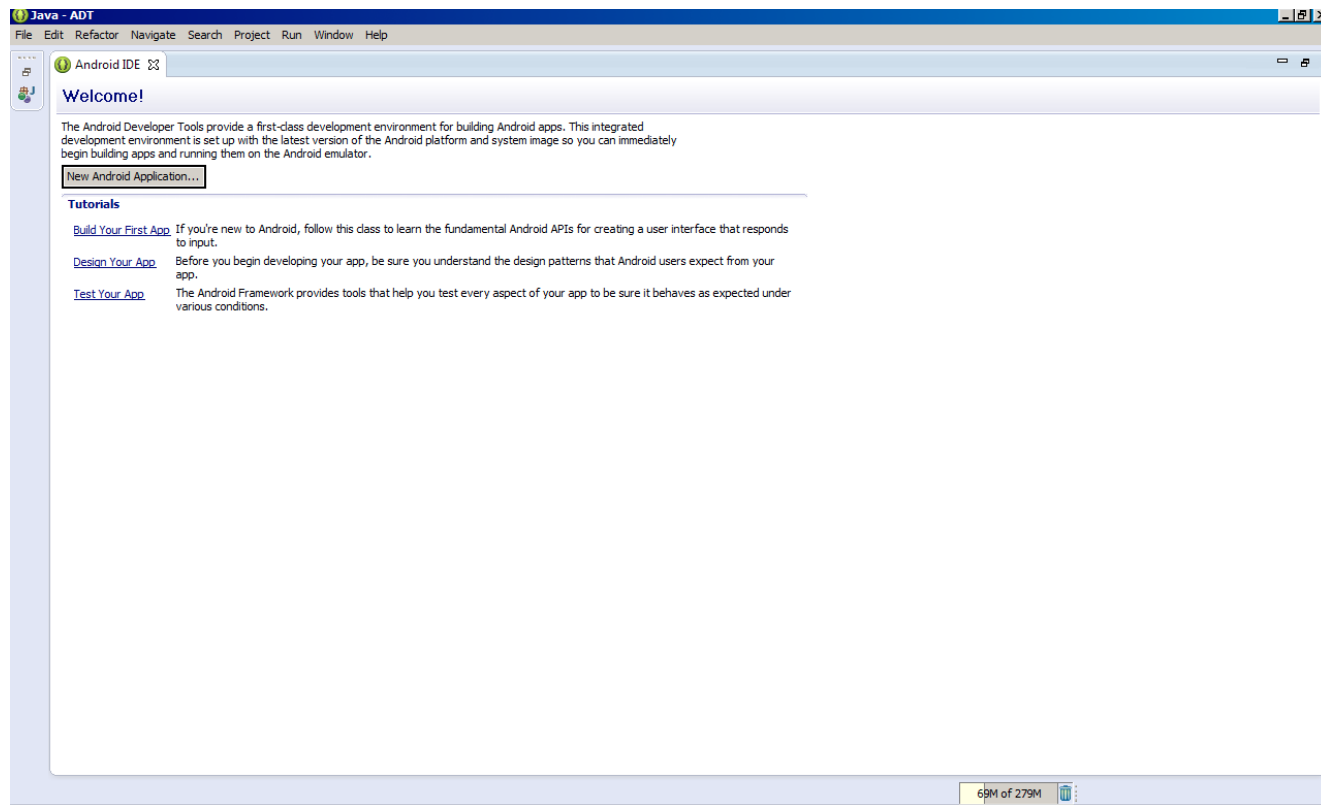 Java - ADT
File Edit Refactor Navigate Search Project Run Window Help
Android IDE
Welcome!
The Android Developer Tools provide a first-class development environment for building Android apps. This integrated
development environment is set up with the latest version of the Android platform and system image so you can immediately
begin building apps and running them on the Android emulator.
New Android Application...
Tutorials
Build Your First App If you're new to Android, follow this class to learn the fundamental Android APIs for creating a user interface that responds
to input.
Design Your App Before you begin developing your app, be sure you understand the design patterns that Android users expect from your
app.
Test Your App The Android Framework provides tools that help you test every aspect of your app to be sure it behaves as expected under
various conditions.
69M of 279M